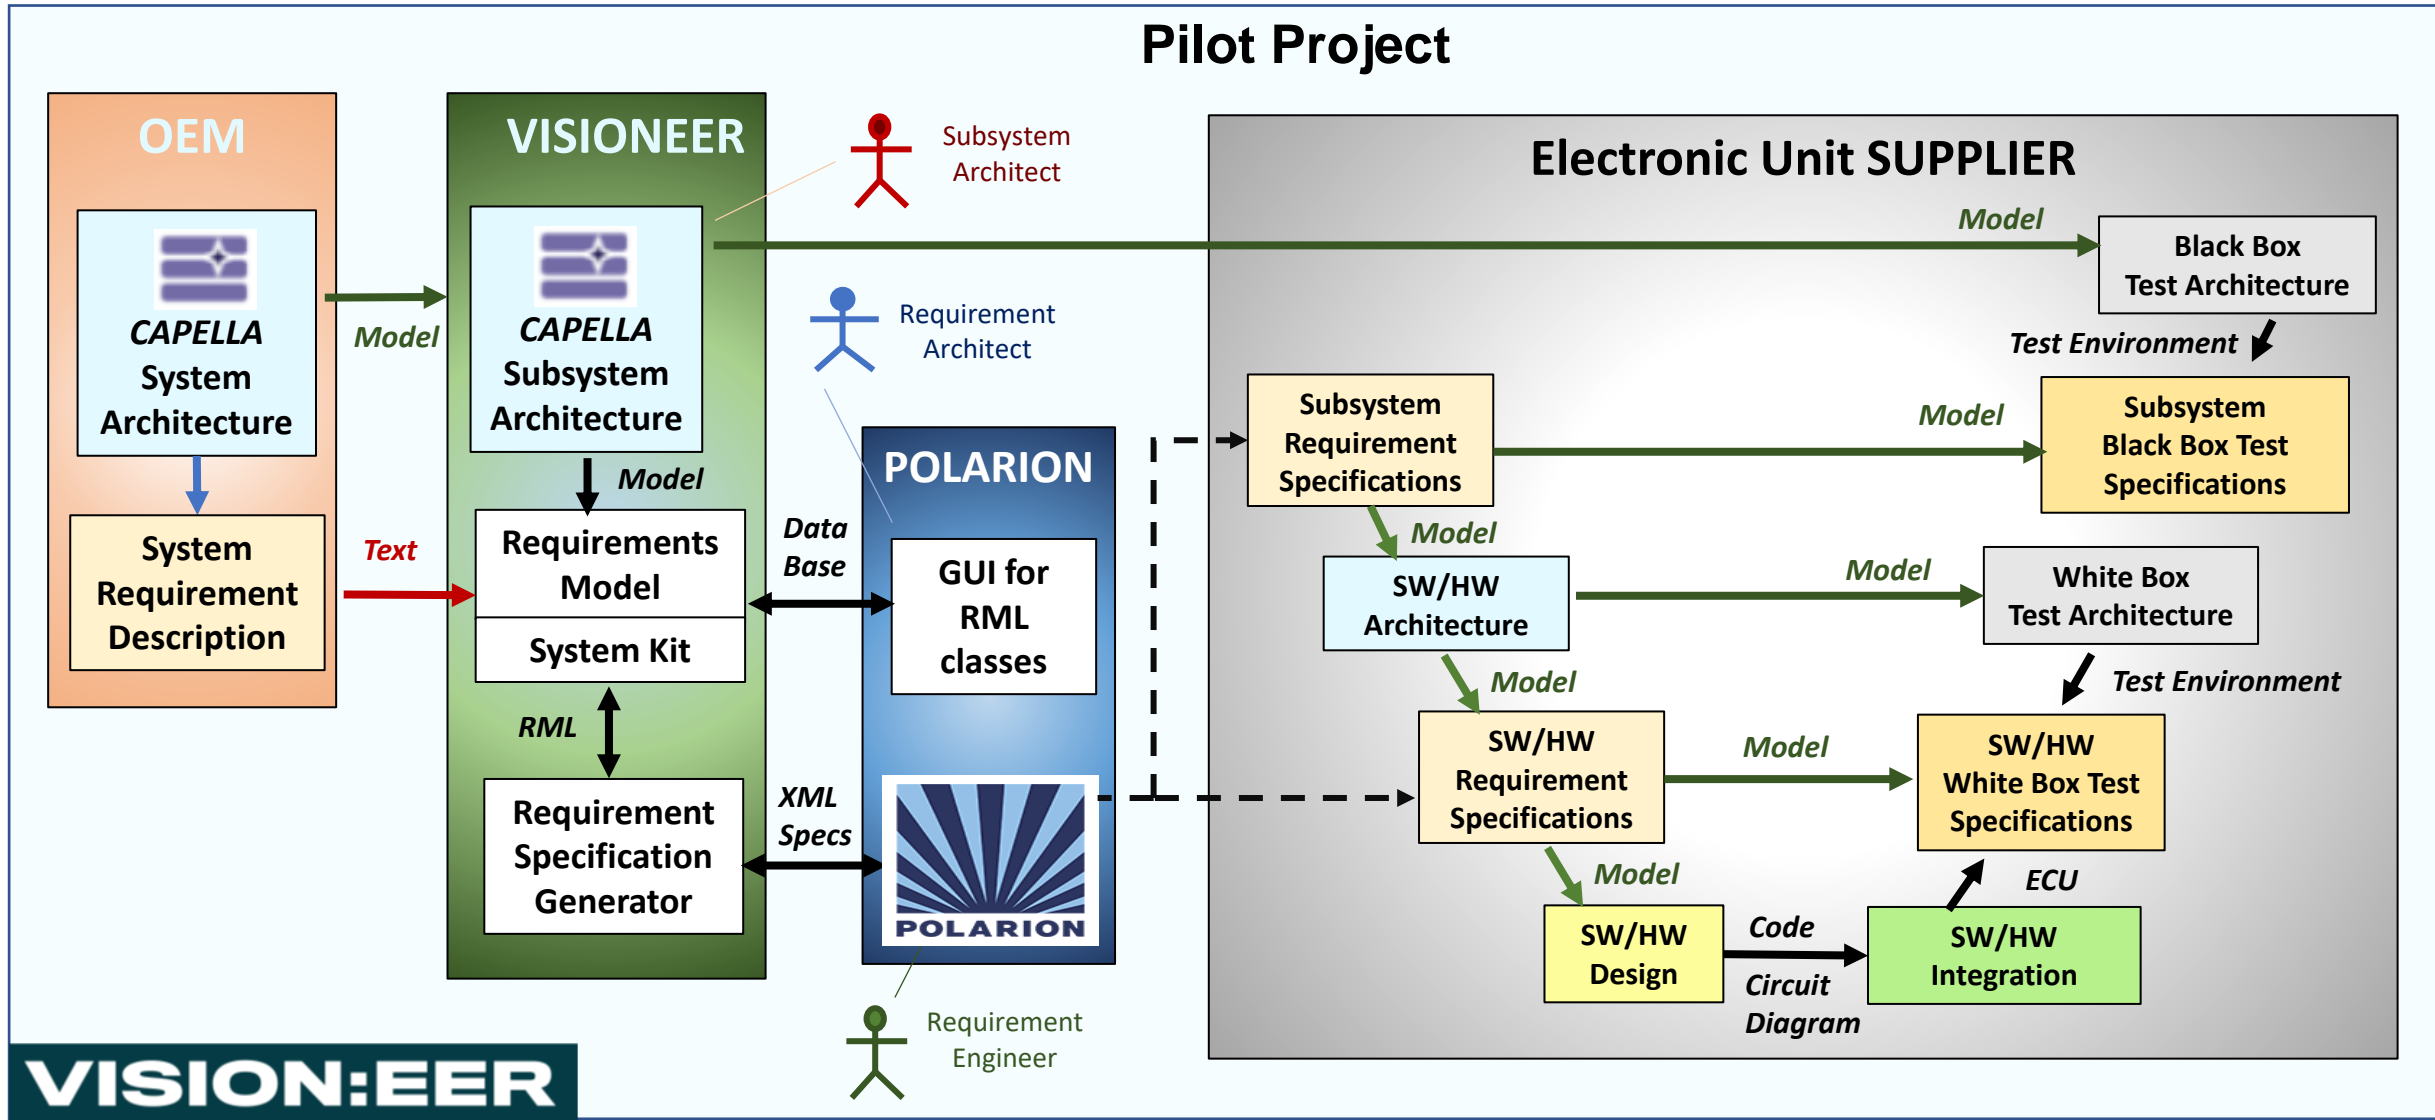 Pilot Project
OEM
CAPELLA
System
Architecture
System
Requirement
Description
Model
Text
VISIONEER
CAPELLA
Subsystem
Architecture
Model
Requirements
Model
System Kit
RML
Requirement
Specification
Generator
Subsystem
Architect
Requirement
Architect
Data
Base
XML
Specs
POLARION
GUI for
RML
classes
POLARION
Requirement
Engineer
Electronic Unit SUPPLIER
Model
Black Box
Test Architecture
Test Environment
Subsystem
Requirement
Specifications
Model
Subsystem
Black Box Test
Specifications
Model
SW/HW
Architecture
Model
White Box
Test Architecture
Model
Test Environment
SW/HW
Requirement
Specifications
Model
SW/HW
White Box Test
Specifications
Model
ECU
SW/HW
Design
Code
Circuit
Diagram
SW/HW
Integration
VISION:EER